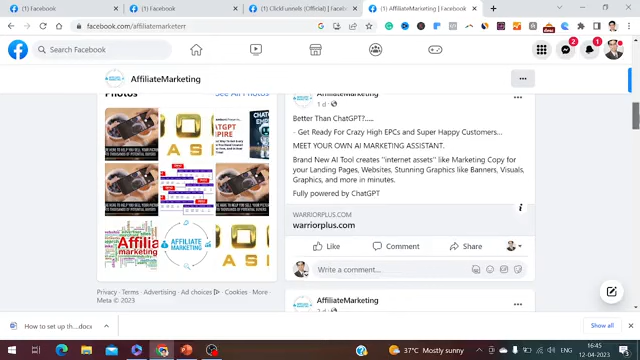 (1) Facebook
(1) Facebook
(1) ClickFunnels (Official) | Face
(1) AffiliateMarketing | Facebook
facebook.com/affiliatemarketerr
Search Facebook
2
1
AffiliateMarketing
Photos
See All Photos
AffiliateMarketing
1 d
Better Than ChatGPT?.....
· Get Ready For Crazy High EPCs and Super Happy Customers...
MEET YOUR OWN AI MARKETING ASSISTANT.
Brand New AI Tool creates "internet assets" like Marketing Copy for
your Landing Pages, Websites, Stunning Graphics like Banners, Visuals,
Graphics, and more in minutes.
Fully powered by ChatGPT
WARRIORPLUS.COM
warriorplus.com
Like
Comment
Share
Write a comment...
AFFILIATE
MARKETING
Privacy · Terms · Advertising · Ad choices · Cookies · More ·
Meta © 2023
AffiliateMarketing
How to set up th....docx
Show all
37°C Mostly sunny
ENG
16:45
12-04-2023